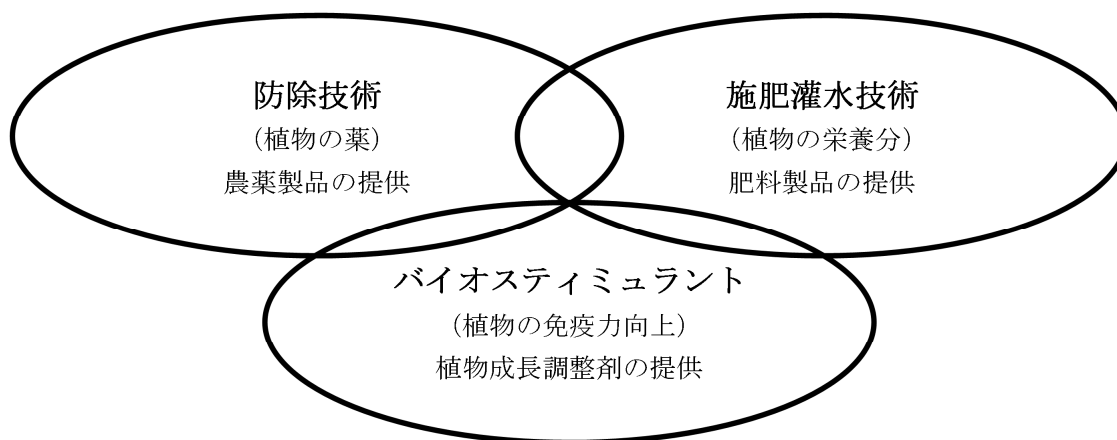 防除技術
(植物の薬)
農薬製品の提供
施肥灌水技術
(植物の栄養分)
肥料製品の提供
バイオスティミュラント
(植物の免疫力向上)
植物成長調整剤の提供